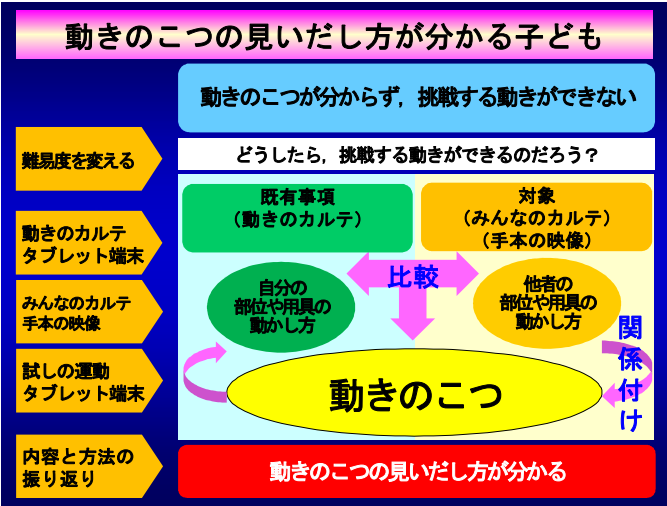 動きのこつの見いだし方が分かる子ども
動きのこつが分からず，挑戦する動きができない
難易度を変える
どうしたら，挑戦する動きができるのだろう？
既有事項
（動きのカルテ）
対象
（みんなのカルテ）
（手本の映像）
動きのカルテ
タブレット端末
比較
自分の
部位や用具の
動かし方
他者の
部位や用具の
動かし方
みんなのカルテ
手本の映像
関係付け
試しの運動
タブレット端末
動きのこつ
内容と方法の
振り返り
動きのこつの見いだし方が分かる